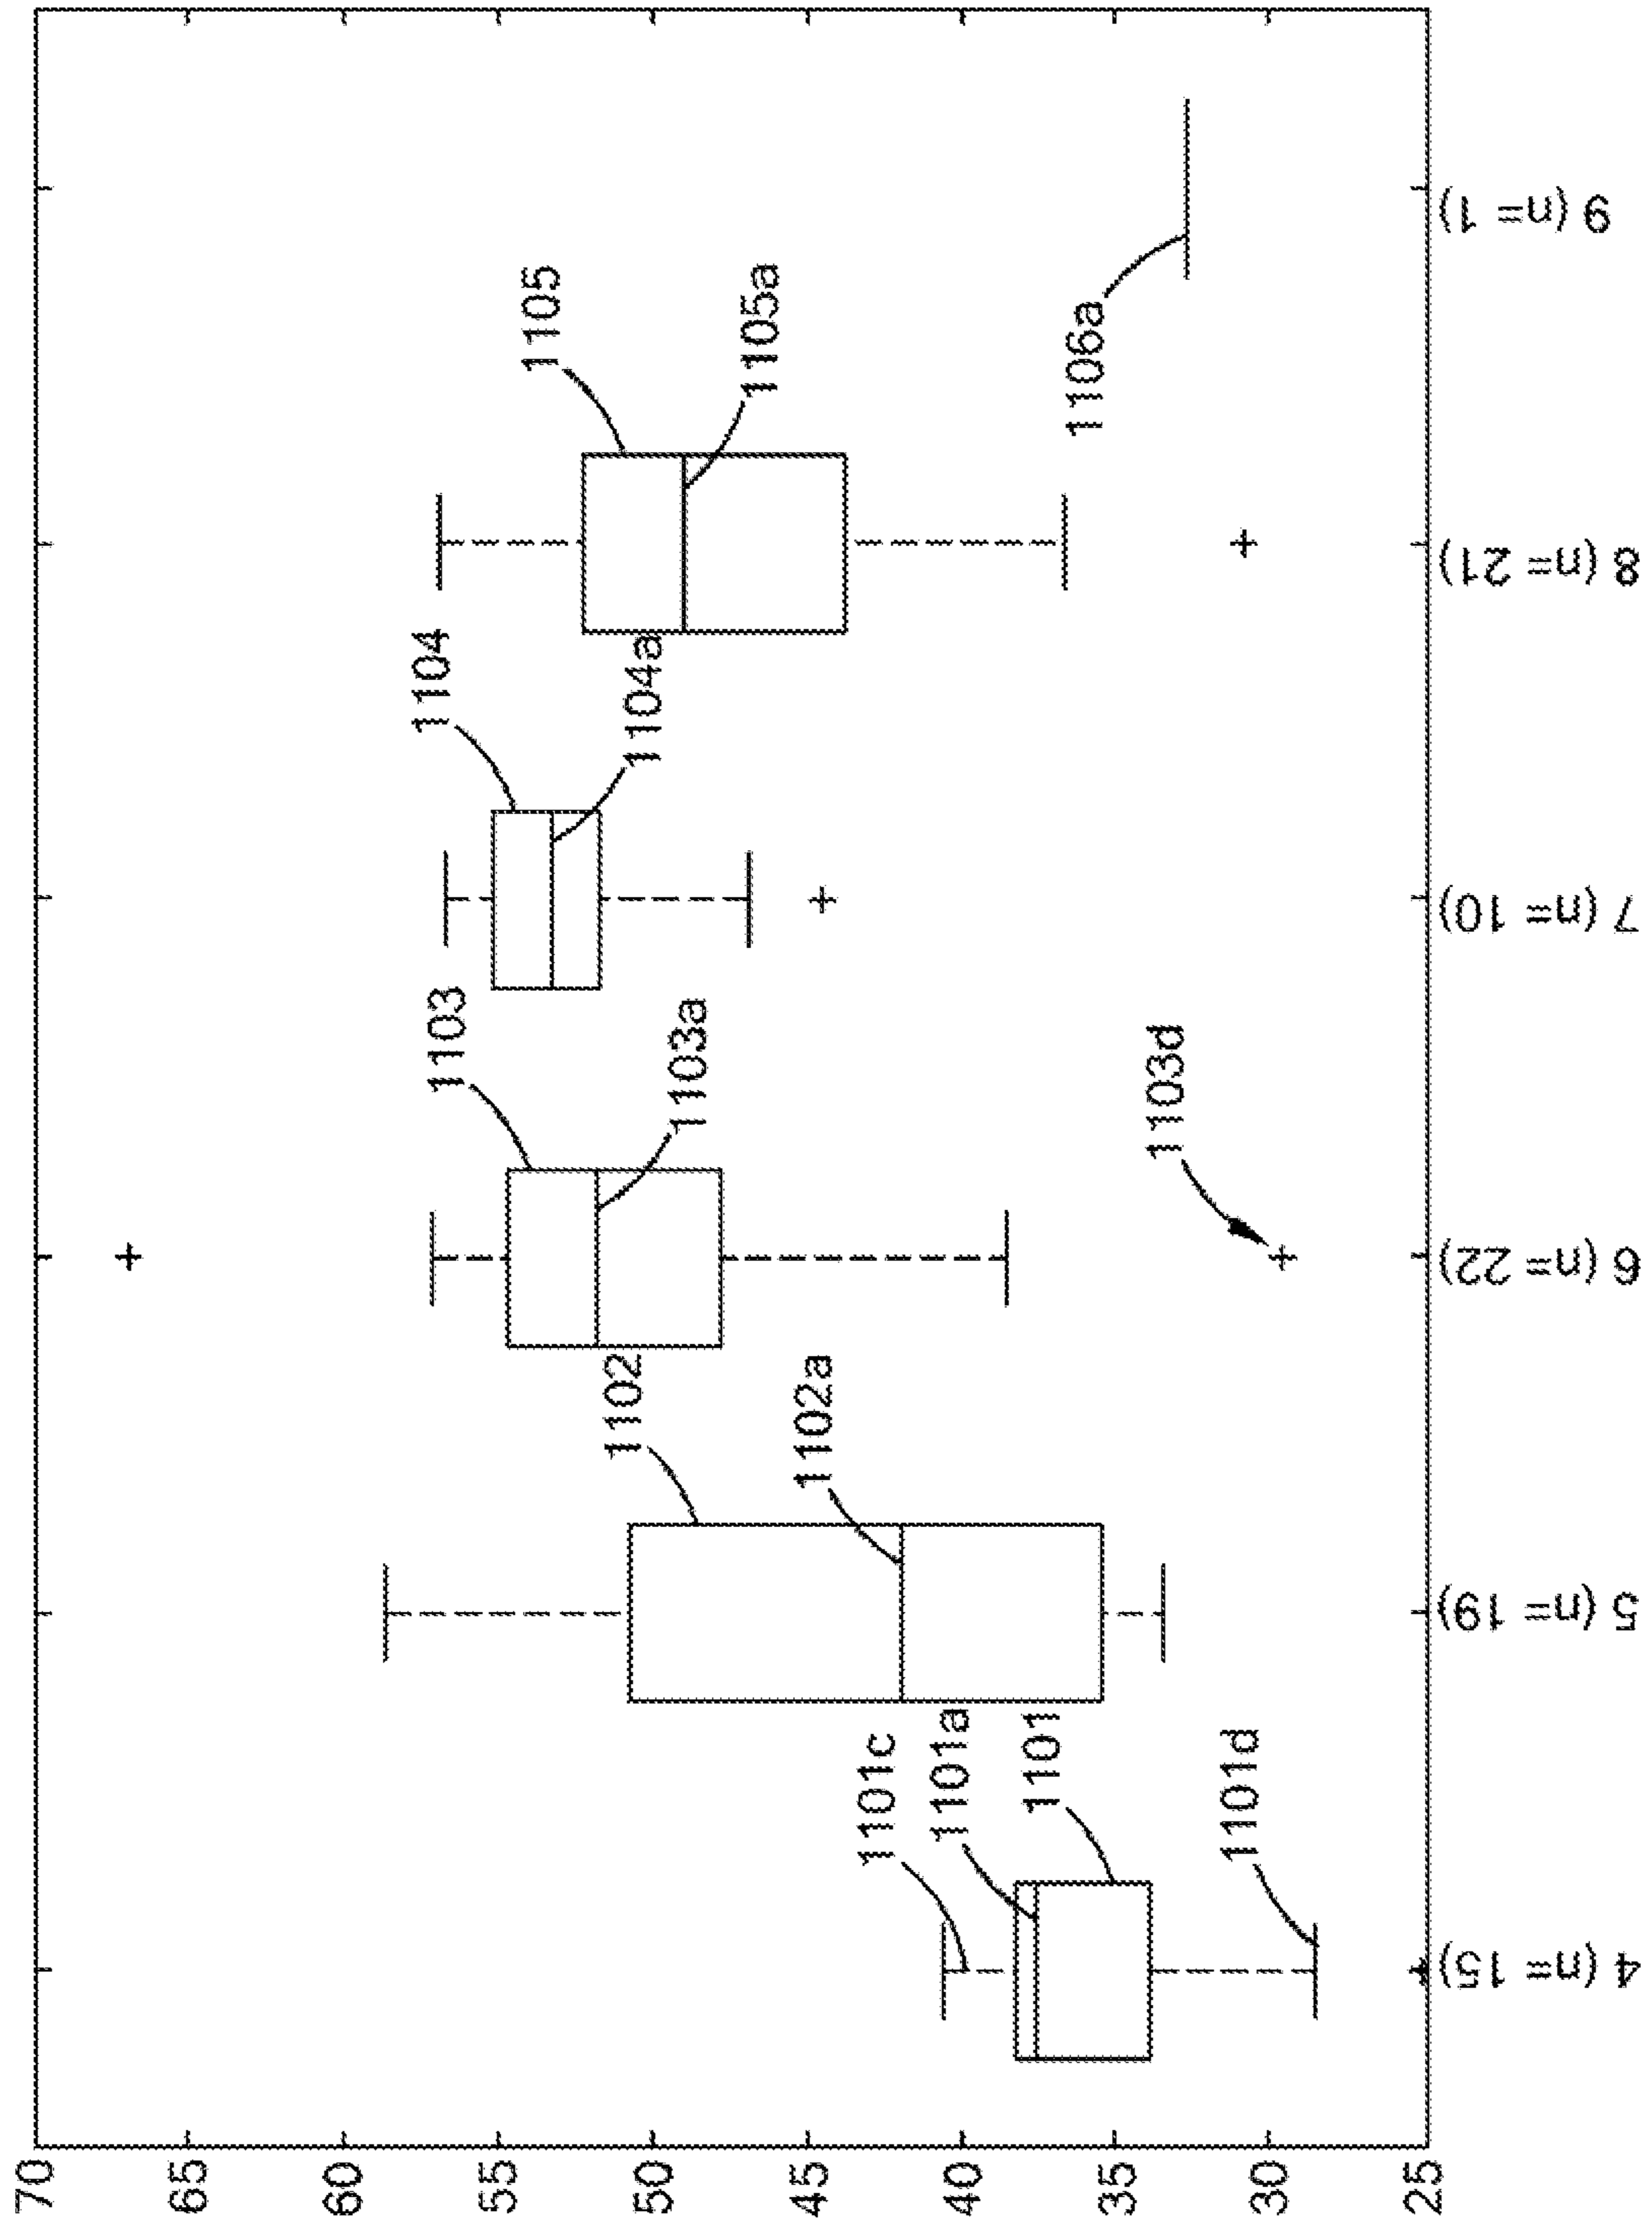 70
65
60
55
50
45
40
35
30
25
4 (n= 15)
5 (n= 19)
6 (n= 22)
7 (n= 10)
8 (n= 21)
9 (n= 1)
1101c
1101a
1101
1101d
1102
1102a
1103
1103a
1103d
1104
1104a
1105
1105a
1106a